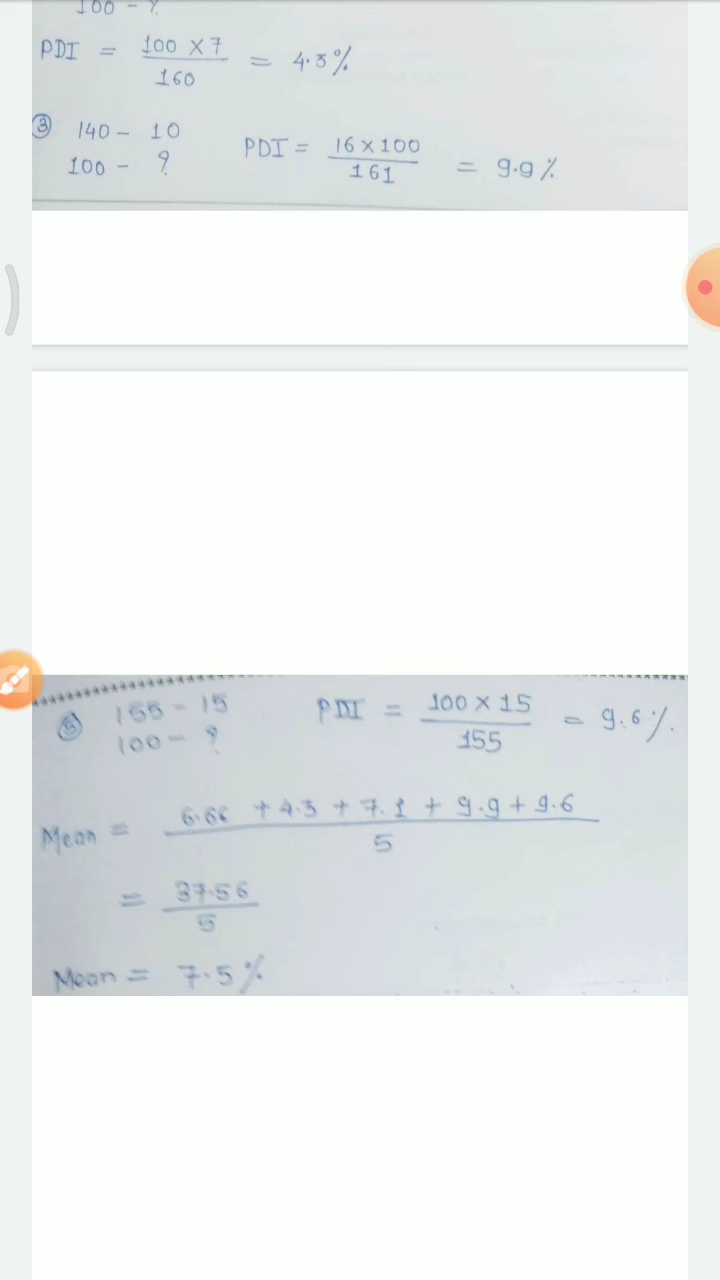 100 - ?
PDI = 100 × 7 / 160 = 4.3%
③ 140 - 10
100 - ?
PDI = 16 × 100 / 161 = 9.9%
⑤ 155 - 15
100 - ?
PDI = 100 × 15 / 155 = 9.6%.
Mean = 6.66 + 4.3 + 7.1 + 9.9 + 9.6 / 5
= 37.56 / 5
Mean = 7.5%